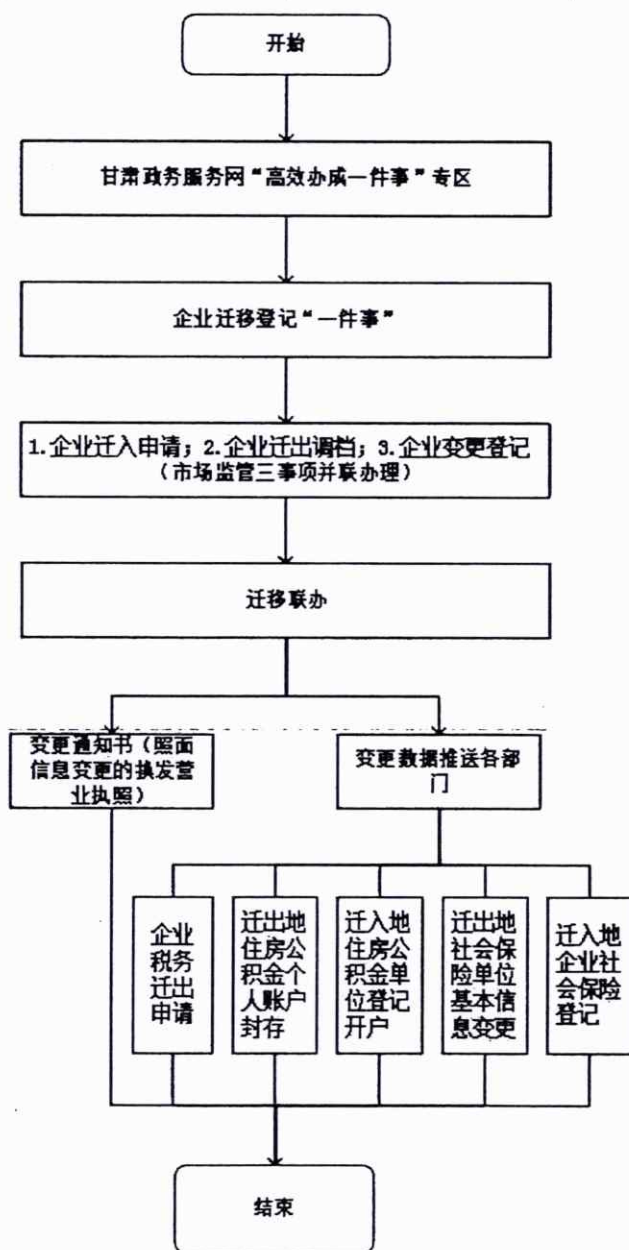 开始
甘肃政务服务网“高效办成一件事”专区
企业迁移登记“一件事”
1.企业迁入申请；2.企业迁出调档；3.企业变更登记
（市场监管三事项并联办理）
迁移联办
变更通知书（照面
信息变更的换发营
业执照）
变更数据推送各部
门
企业
税务
迁出
申请
迁出地
住房公
积金个
人账户
封存
迁入地
住房公
积金单
位登记
开户
迁出地
社会保
险单位
基本信
息变更
迁入地
企业社
会保险
登记
结束